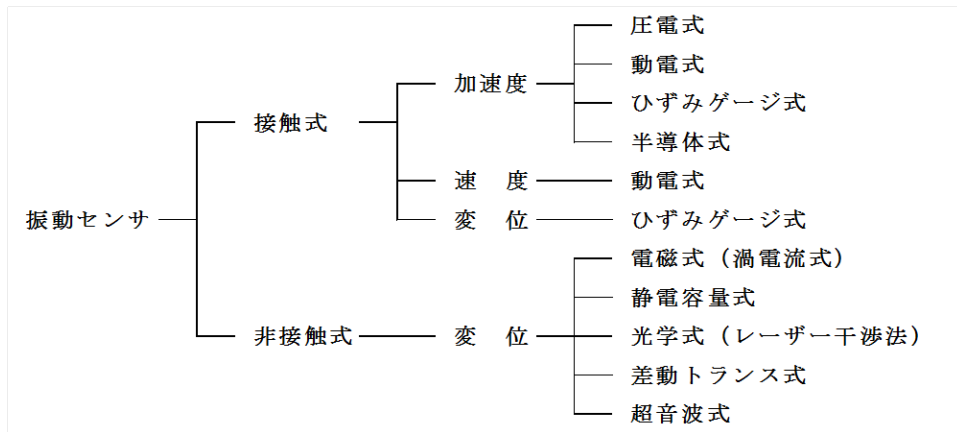 圧電式
加速度
動電式
ひずみゲージ式
接触式
半導体式
速 度
動電式
振動センサ
変 位
ひずみゲージ式
電磁式（渦電流式）
静電容量式
非接触式
変 位
光学式（レーザー干渉法）
差動トランス式
超音波式